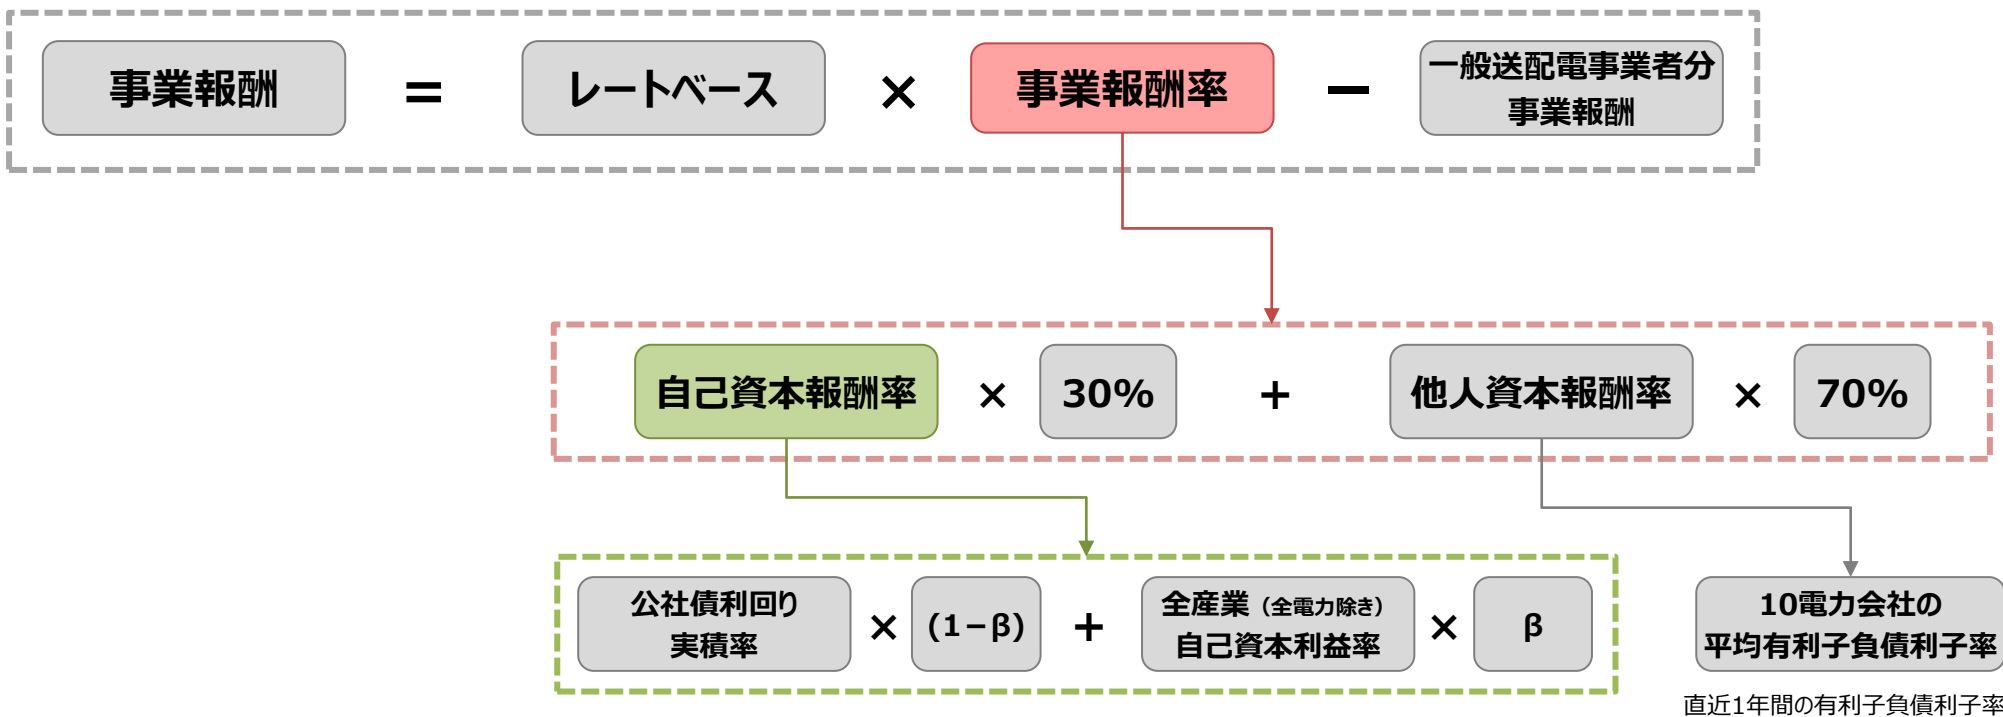 事業報酬 = レートベース × 事業報酬率 − 一般送配電事業者分
事業報酬
自己資本報酬率 × 30% + 他人資本報酬率 × 70%
公社債利回り
実積率
× (1−β) +
全産業（全電力除き）
自己資本利益率
× β
10電力会社の
平均有利子負債利子率
直近1年間の有利子負債利子率